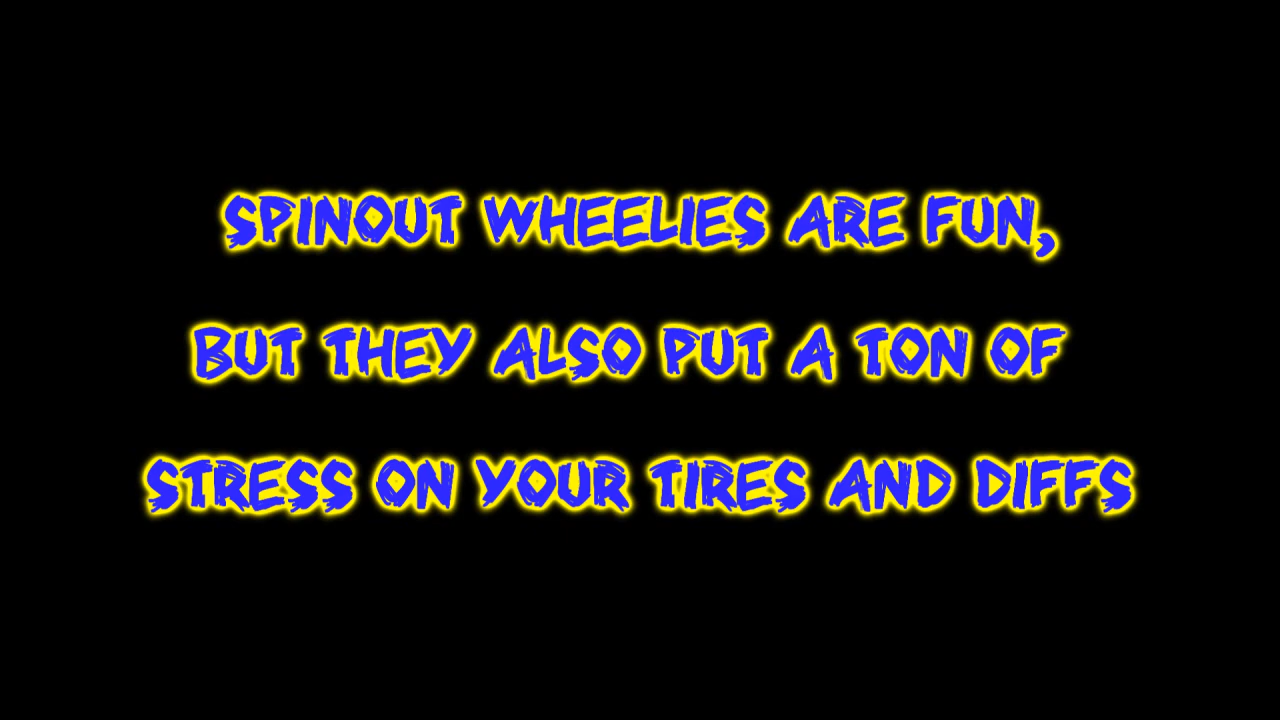 SPINOUT WHEELIES ARE FUN,
BUT THEY ALSO PUT A TON OF
STRESS ON YOUR TIRES AND DIFFS